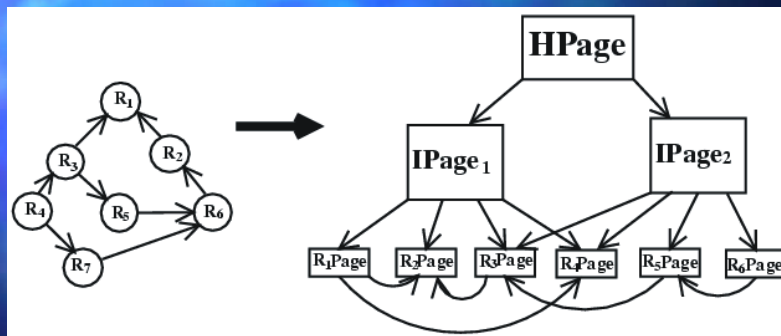 HPage
R1
R3
R2
R4
R5
R6
R7
IPage1
IPage2
R1Page
R2Page
R3Page
R4Page
R5Page
R6Page